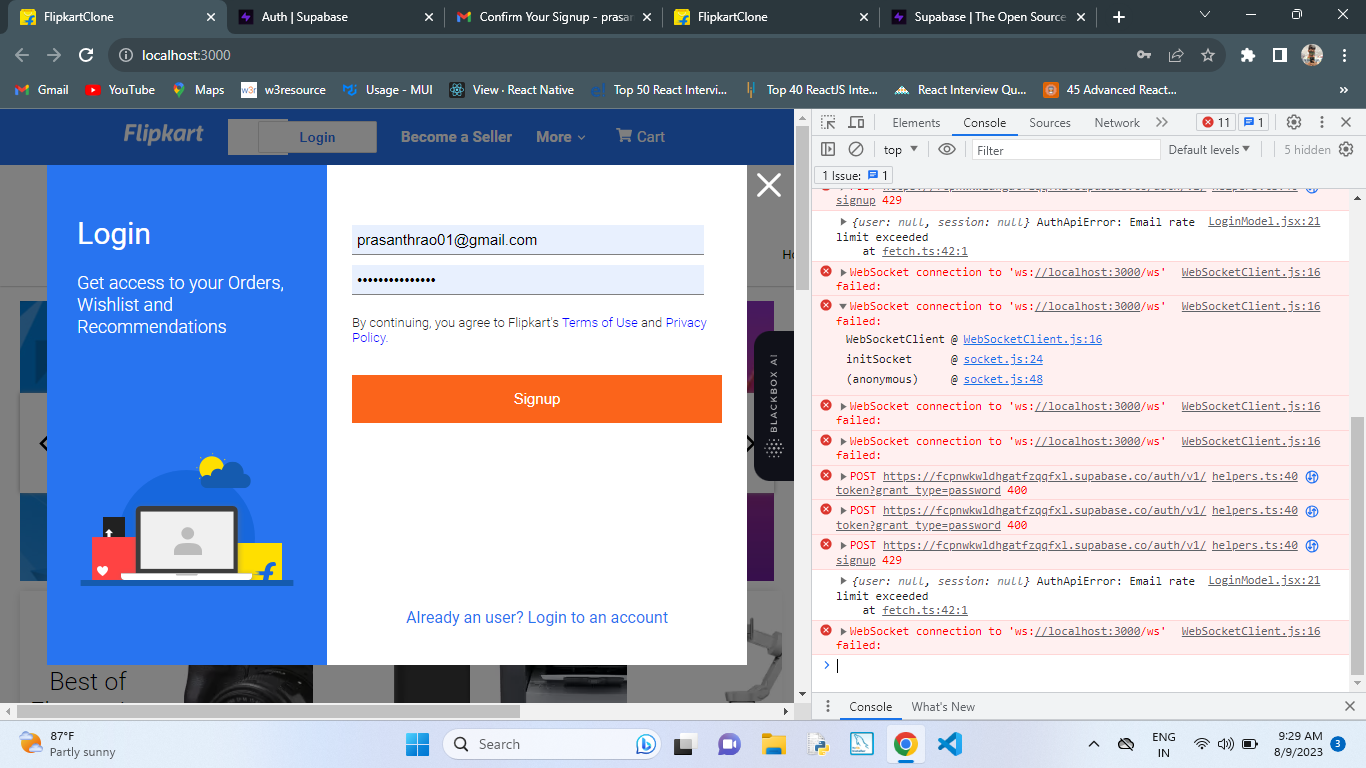 FlipkartClone
Auth | Supabase
Confirm Your Signup - prasan
FlipkartClone
Supabase | The Open Source
localhost:3000
Gmail
YouTube
Maps
w3r w3resource
Usage - MUI
View · React Native
Top 50 React Intervi...
Top 40 ReactJS Inte...
React Interview Qu...
45 Advanced React...
Flipkart
Login
Become a Seller
More
Cart
Login
Get access to your Orders,
Wishlist and
Recommendations
prasanthrao01@gmail.com
•••••••••••••••
By continuing, you agree to Flipkart's Terms of Use and Privacy
Policy.
Signup
Already an user? Login to an account
Ho
BLACKBOX AI
Best of
Elements
Console
Sources
Network
11
1
top
Filter
Default levels
5 hidden
1 Issue: 1
signup 429
{user: null, session: null} AuthApiError: Email rate LoginModel.jsx:21
limit exceeded
at fetch.ts:42:1
WebSocket connection to 'ws://localhost:3000/ws' WebSocketClient.js:16
failed:
WebSocket connection to 'ws://localhost:3000/ws' WebSocketClient.js:16
failed:
WebSocketClient @ WebSocketClient.js:16
initSocket @ socket.js:24
(anonymous) @ socket.js:48
WebSocket connection to 'ws://localhost:3000/ws' WebSocketClient.js:16
failed:
WebSocket connection to 'ws://localhost:3000/ws' WebSocketClient.js:16
failed:
POST https://fcpnwkwldhgatfzqqfxl.supabase.co/auth/v1/ helpers.ts:40
token?grant_type=password 400
POST https://fcpnwkwldhgatfzqqfxl.supabase.co/auth/v1/ helpers.ts:40
token?grant_type=password 400
POST https://fcpnwkwldhgatfzqqfxl.supabase.co/auth/v1/ helpers.ts:40
signup 429
{user: null, session: null} AuthApiError: Email rate LoginModel.jsx:21
limit exceeded
at fetch.ts:42:1
WebSocket connection to 'ws://localhost:3000/ws' WebSocketClient.js:16
failed:
Console
What's New
87°F
Partly sunny
Search
ENG
IN
9:29 AM
8/9/2023
3